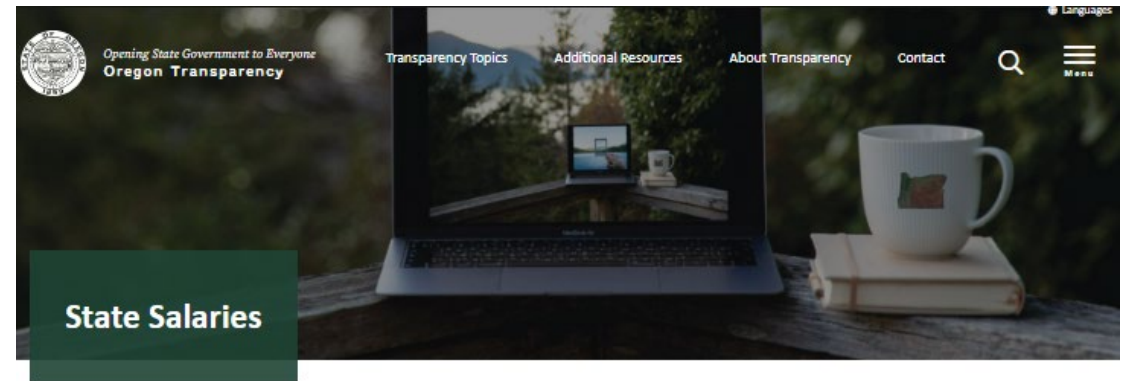 Languages
Opening State Government to Everyone
Oregon Transparency
Transparency Topics
Additional Resources
About Transparency
Contact
Menu
State Salaries